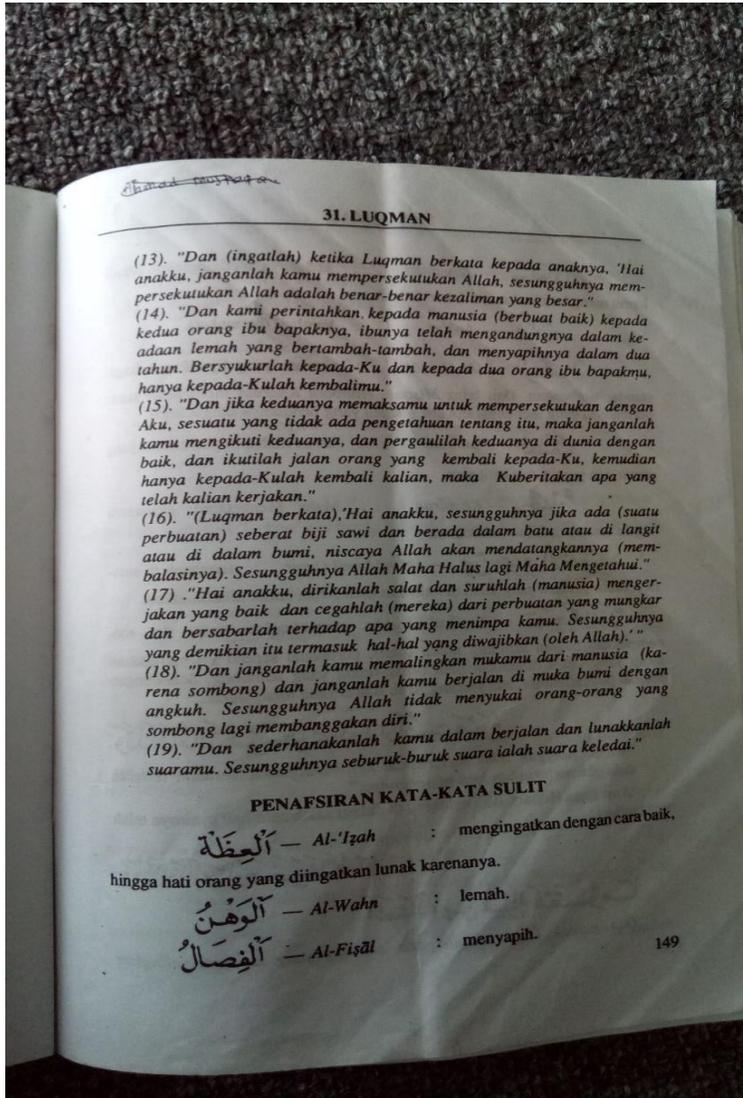 31. LUQMAN
(13). "Dan (ingatlah) ketika Luqman berkata kepada anaknya, 'Hai
anakku, janganlah kamu mempersekutukan Allah, sesungguhnya mem-
persekutukan Allah adalah benar-benar kezaliman yang besar."
(14). "Dan kami perintahkan kepada manusia (berbuat baik) kepada
kedua orang ibu bapaknya, ibunya telah mengandungnya dalam ke-
adaan lemah yang bertambah-tambah, dan menyapihnya dalam dua
tahun. Bersyukurlah kepada-Ku dan kepada dua orang ibu bapakmu,
hanya kepada-Kulah kembalimu."
(15). "Dan jika keduanya memaksamu untuk mempersekutukan dengan
Aku, sesuatu yang tidak ada pengetahuan tentang itu, maka janganlah
kamu mengikuti keduanya, dan pergaulilah keduanya di dunia dengan
baik, dan ikutilah jalan orang yang kembali kepada-Ku, kemudian
hanya kepada-Kulah kembali kalian, maka Kuberitakan apa yang
telah kalian kerjakan."
(16). "(Luqman berkata),'Hai anakku, sesungguhnya jika ada (suatu
perbuatan) seberat biji sawi dan berada dalam batu atau di langit
atau di dalam bumi, niscaya Allah akan mendatangkannya (mem-
balasinya). Sesungguhnya Allah Maha Halus lagi Maha Mengetahui."
(17) ."Hai anakku, dirikanlah salat dan suruhlah (manusia) menger-
jakan yang baik dan cegahlah (mereka) dari perbuatan yang mungkar
dan bersabarlah terhadap apa yang menimpa kamu. Sesungguhnya
yang demikian itu termasuk hal-hal yang diwajibkan (oleh Allah).' "
(18). "Dan janganlah kamu memalingkan mukamu dari manusia (ka-
rena sombong) dan janganlah kamu berjalan di muka bumi dengan
angkuh. Sesungguhnya Allah tidak menyukai orang-orang yang
sombong lagi membanggakan diri."
(19). "Dan sederhanakanlah kamu dalam berjalan dan lunakkanlah
suaramu. Sesungguhnya seburuk-buruk suara ialah suara keledai."
PENAFSIRAN KATA-KATA SULIT
اَلْعِظَةُ — Al-'Iẓah : mengingatkan dengan cara baik,
hingga hati orang yang diingatkan lunak karenanya.
اَلْوَهْنُ — Al-Wahn : lemah.
اَلْفِصَالُ — Al-Fiṣāl : menyapih.
149